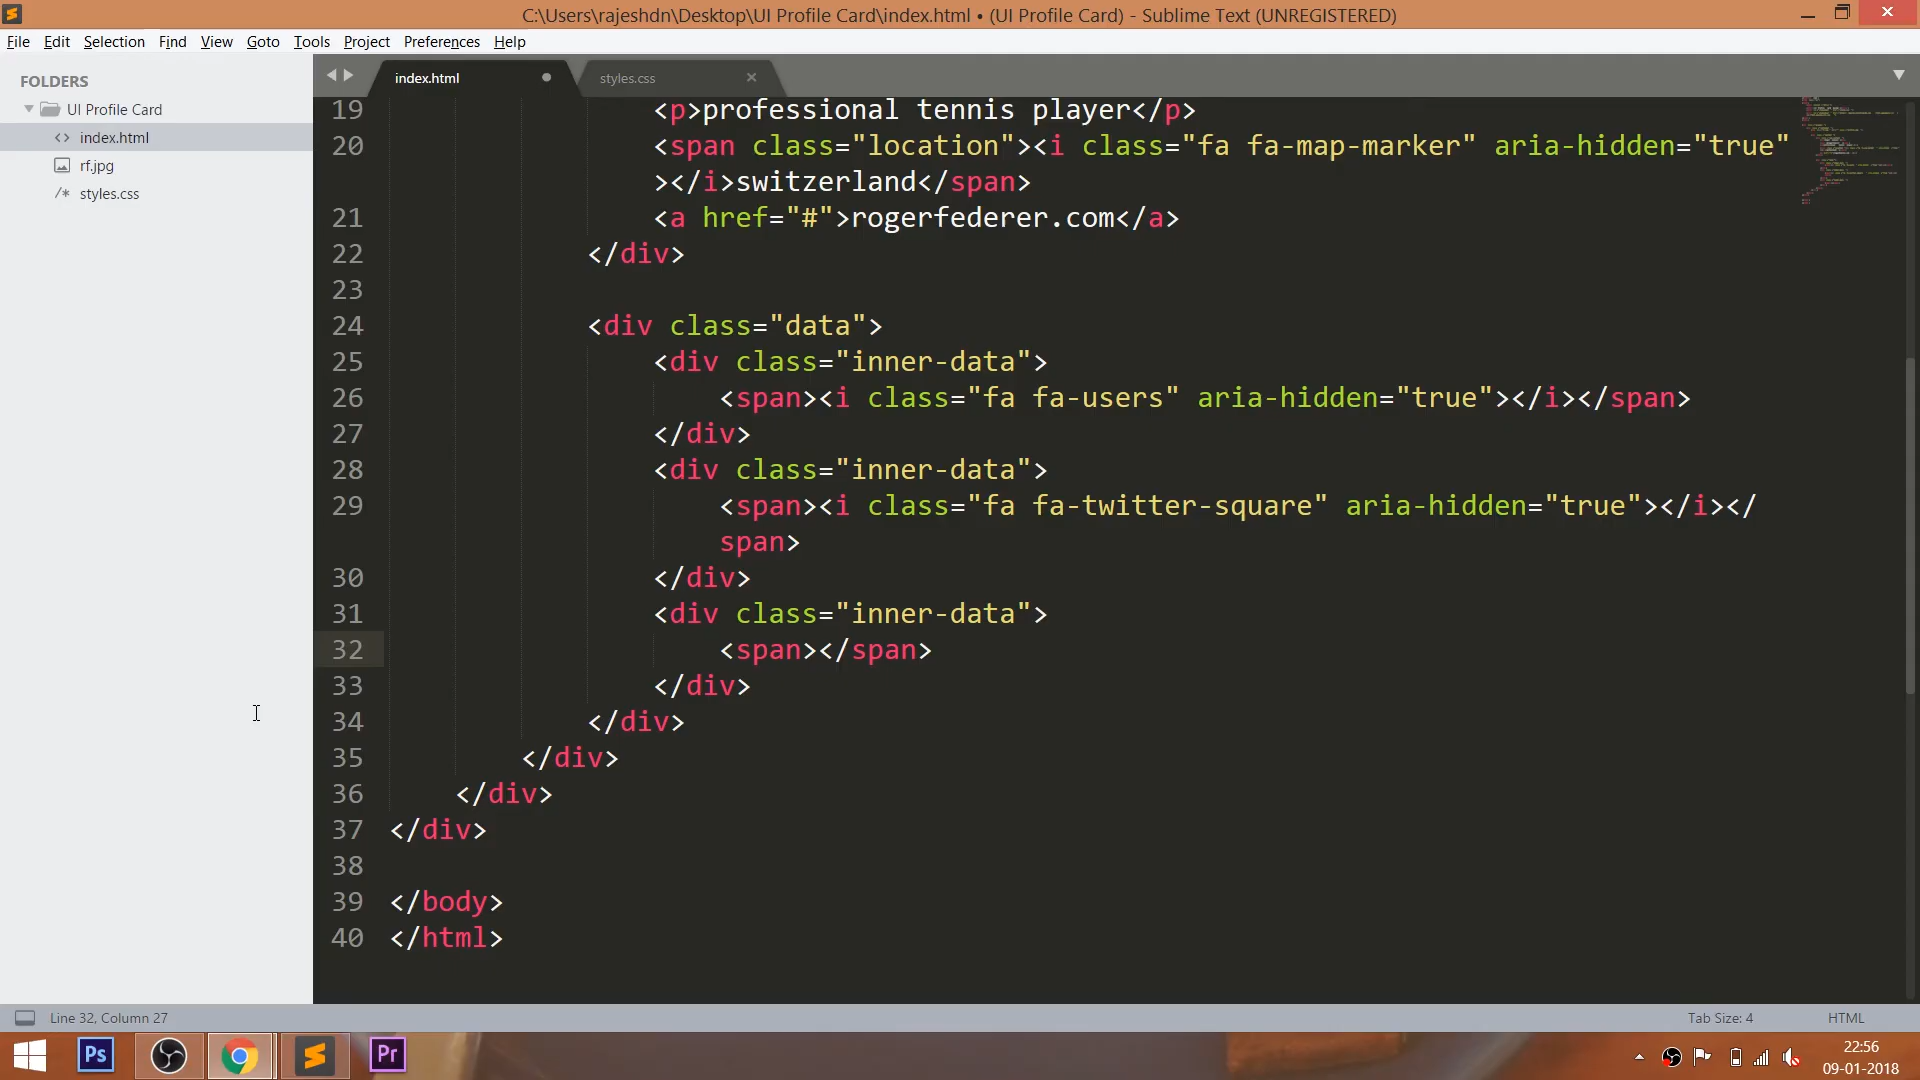 C:\Users\rajeshdn\Desktop\UI Profile Card\index.html • (UI Profile Card) - Sublime Text (UNREGISTERED)
File Edit Selection Find View Goto Tools Project Preferences Help
FOLDERS
UI Profile Card
<> index.html
rf.jpg
/* styles.css
index.html
styles.css
19 <p>professional tennis player</p>
20 <span class="location"><i class="fa fa-map-marker" aria-hidden="true"
></i>switzerland</span>
21 <a href="#">rogerfederer.com</a>
22 </div>
23
24 <div class="data">
25 <div class="inner-data">
26 <span><i class="fa fa-users" aria-hidden="true"></i></span>
27 </div>
28 <div class="inner-data">
29 <span><i class="fa fa-twitter-square" aria-hidden="true"></i></
span>
30 </div>
31 <div class="inner-data">
32 <span></span>
33 </div>
34 </div>
35 </div>
36 </div>
37 </div>
38
39 </body>
40 </html>
Line 32, Column 27
Tab Size: 4
HTML
Ps
Pr
22:56
09-01-2018